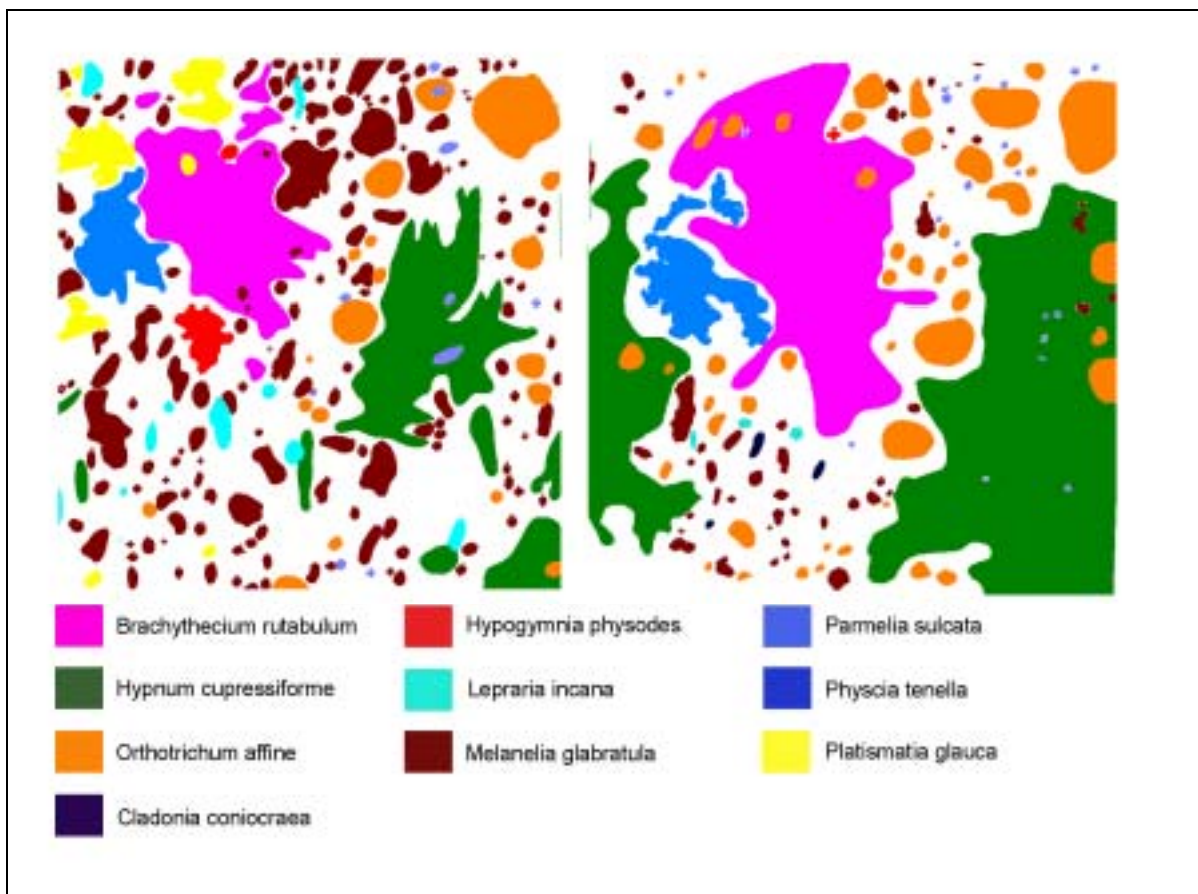 Brachythecium rutabulum
Hypogymnia physodes
Parmelia sulcata
Hypnum cupressiforme
Lepraria incana
Physcia tenella
Orthotrichum affine
Melanelia glabratula
Platismatia glauca
Cladonia coniocraea